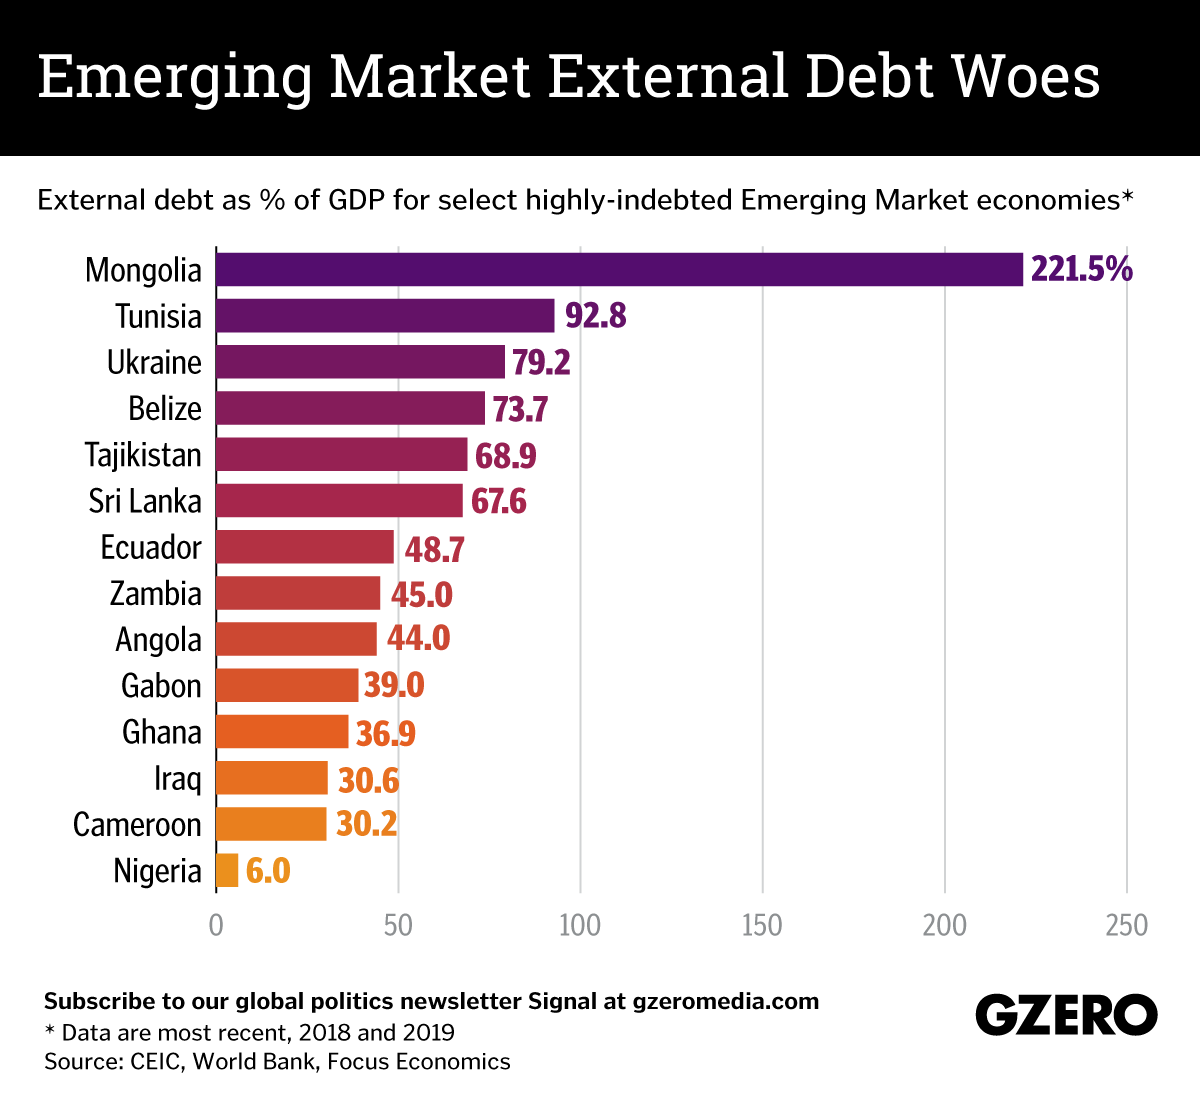 Emerging Market External Debt Woes
External debt as % of GDP for select highly-indebted Emerging Market economies*
Mongolia 221.5%
Tunisia 92.8
Ukraine 79.2
Belize 73.7
Tajikistan 68.9
Sri Lanka 67.6
Ecuador 48.7
Zambia 45.0
Angola 44.0
Gabon 39.0
Ghana 36.9
Iraq 30.6
Cameroon 30.2
Nigeria 6.0
0 50 100 150 200 250
Subscribe to our global politics newsletter Signal at gzeromedia.com
* Data are most recent, 2018 and 2019
Source: CEIC, World Bank, Focus Economics
GZERO